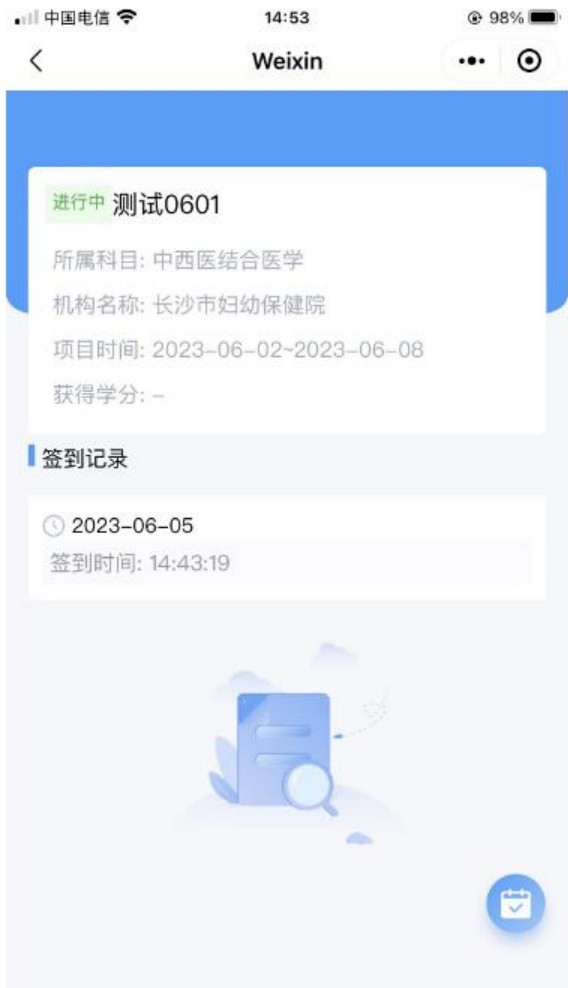 中国电信 14:53 98%
Weixin
进行中 测试0601
所属科目: 中西医结合医学
机构名称: 长沙市妇幼保健院
项目时间: 2023-06-02~2023-06-08
获得学分: -
签到记录
2023-06-05
签到时间: 14:43:19